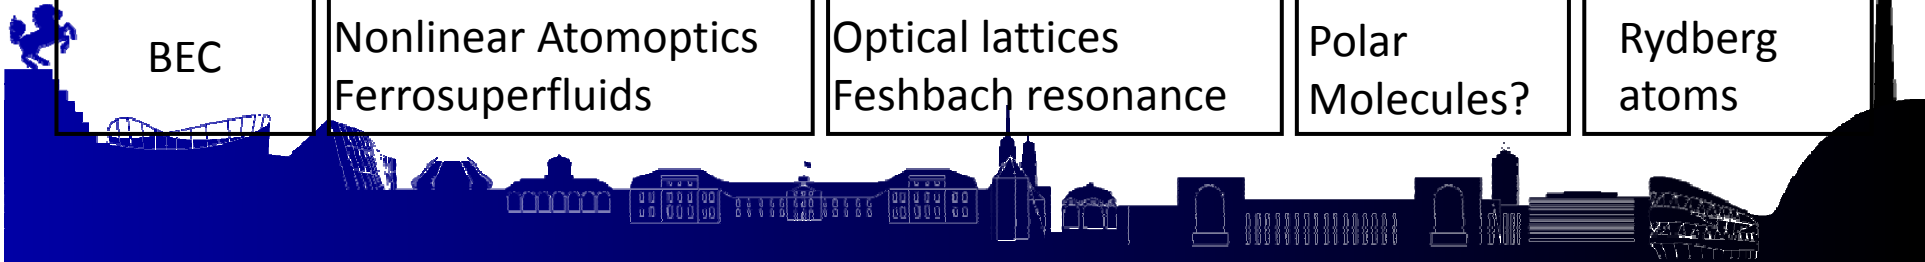 BEC
Nonlinear Atomoptics
Ferrosuperfluids
Optical lattices
Feshbach resonance
Polar
Molecules?
Rydberg
atoms